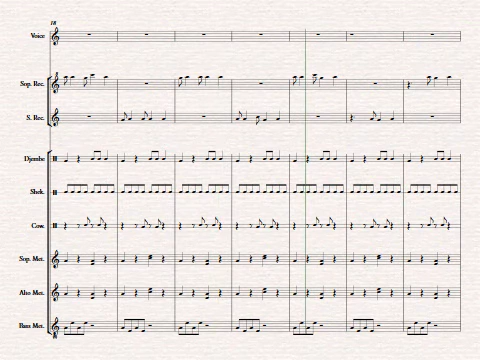 18
Voice
Sop. Rec.
S. Rec.
Djembe
Shek.
Cow.
Sop. Met.
Alto Met.
Bass Met.